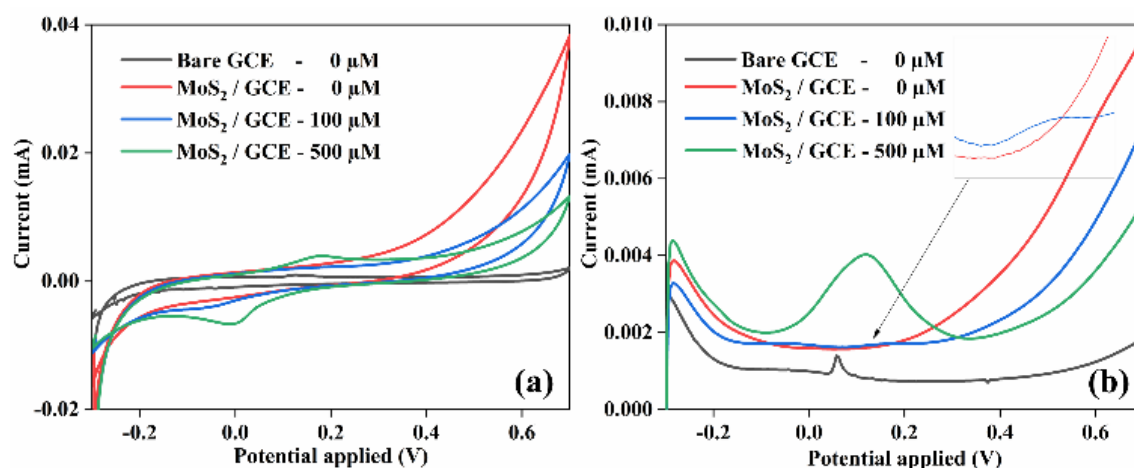 0.04
0.02
0.00
-0.02
Current (mA)
Bare GCE - 0 μM
MoS₂ / GCE - 0 μM
MoS₂ / GCE - 100 μM
MoS₂ / GCE - 500 μM
(a)
-0.2 0.0 0.2 0.4 0.6
Potential applied (V)
0.010
0.008
0.006
0.004
0.002
0.000
Current (mA)
Bare GCE - 0 μM
MoS₂ / GCE - 0 μM
MoS₂ / GCE - 100 μM
MoS₂ / GCE - 500 μM
(b)
-0.2 0.0 0.2 0.4 0.6
Potential applied (V)